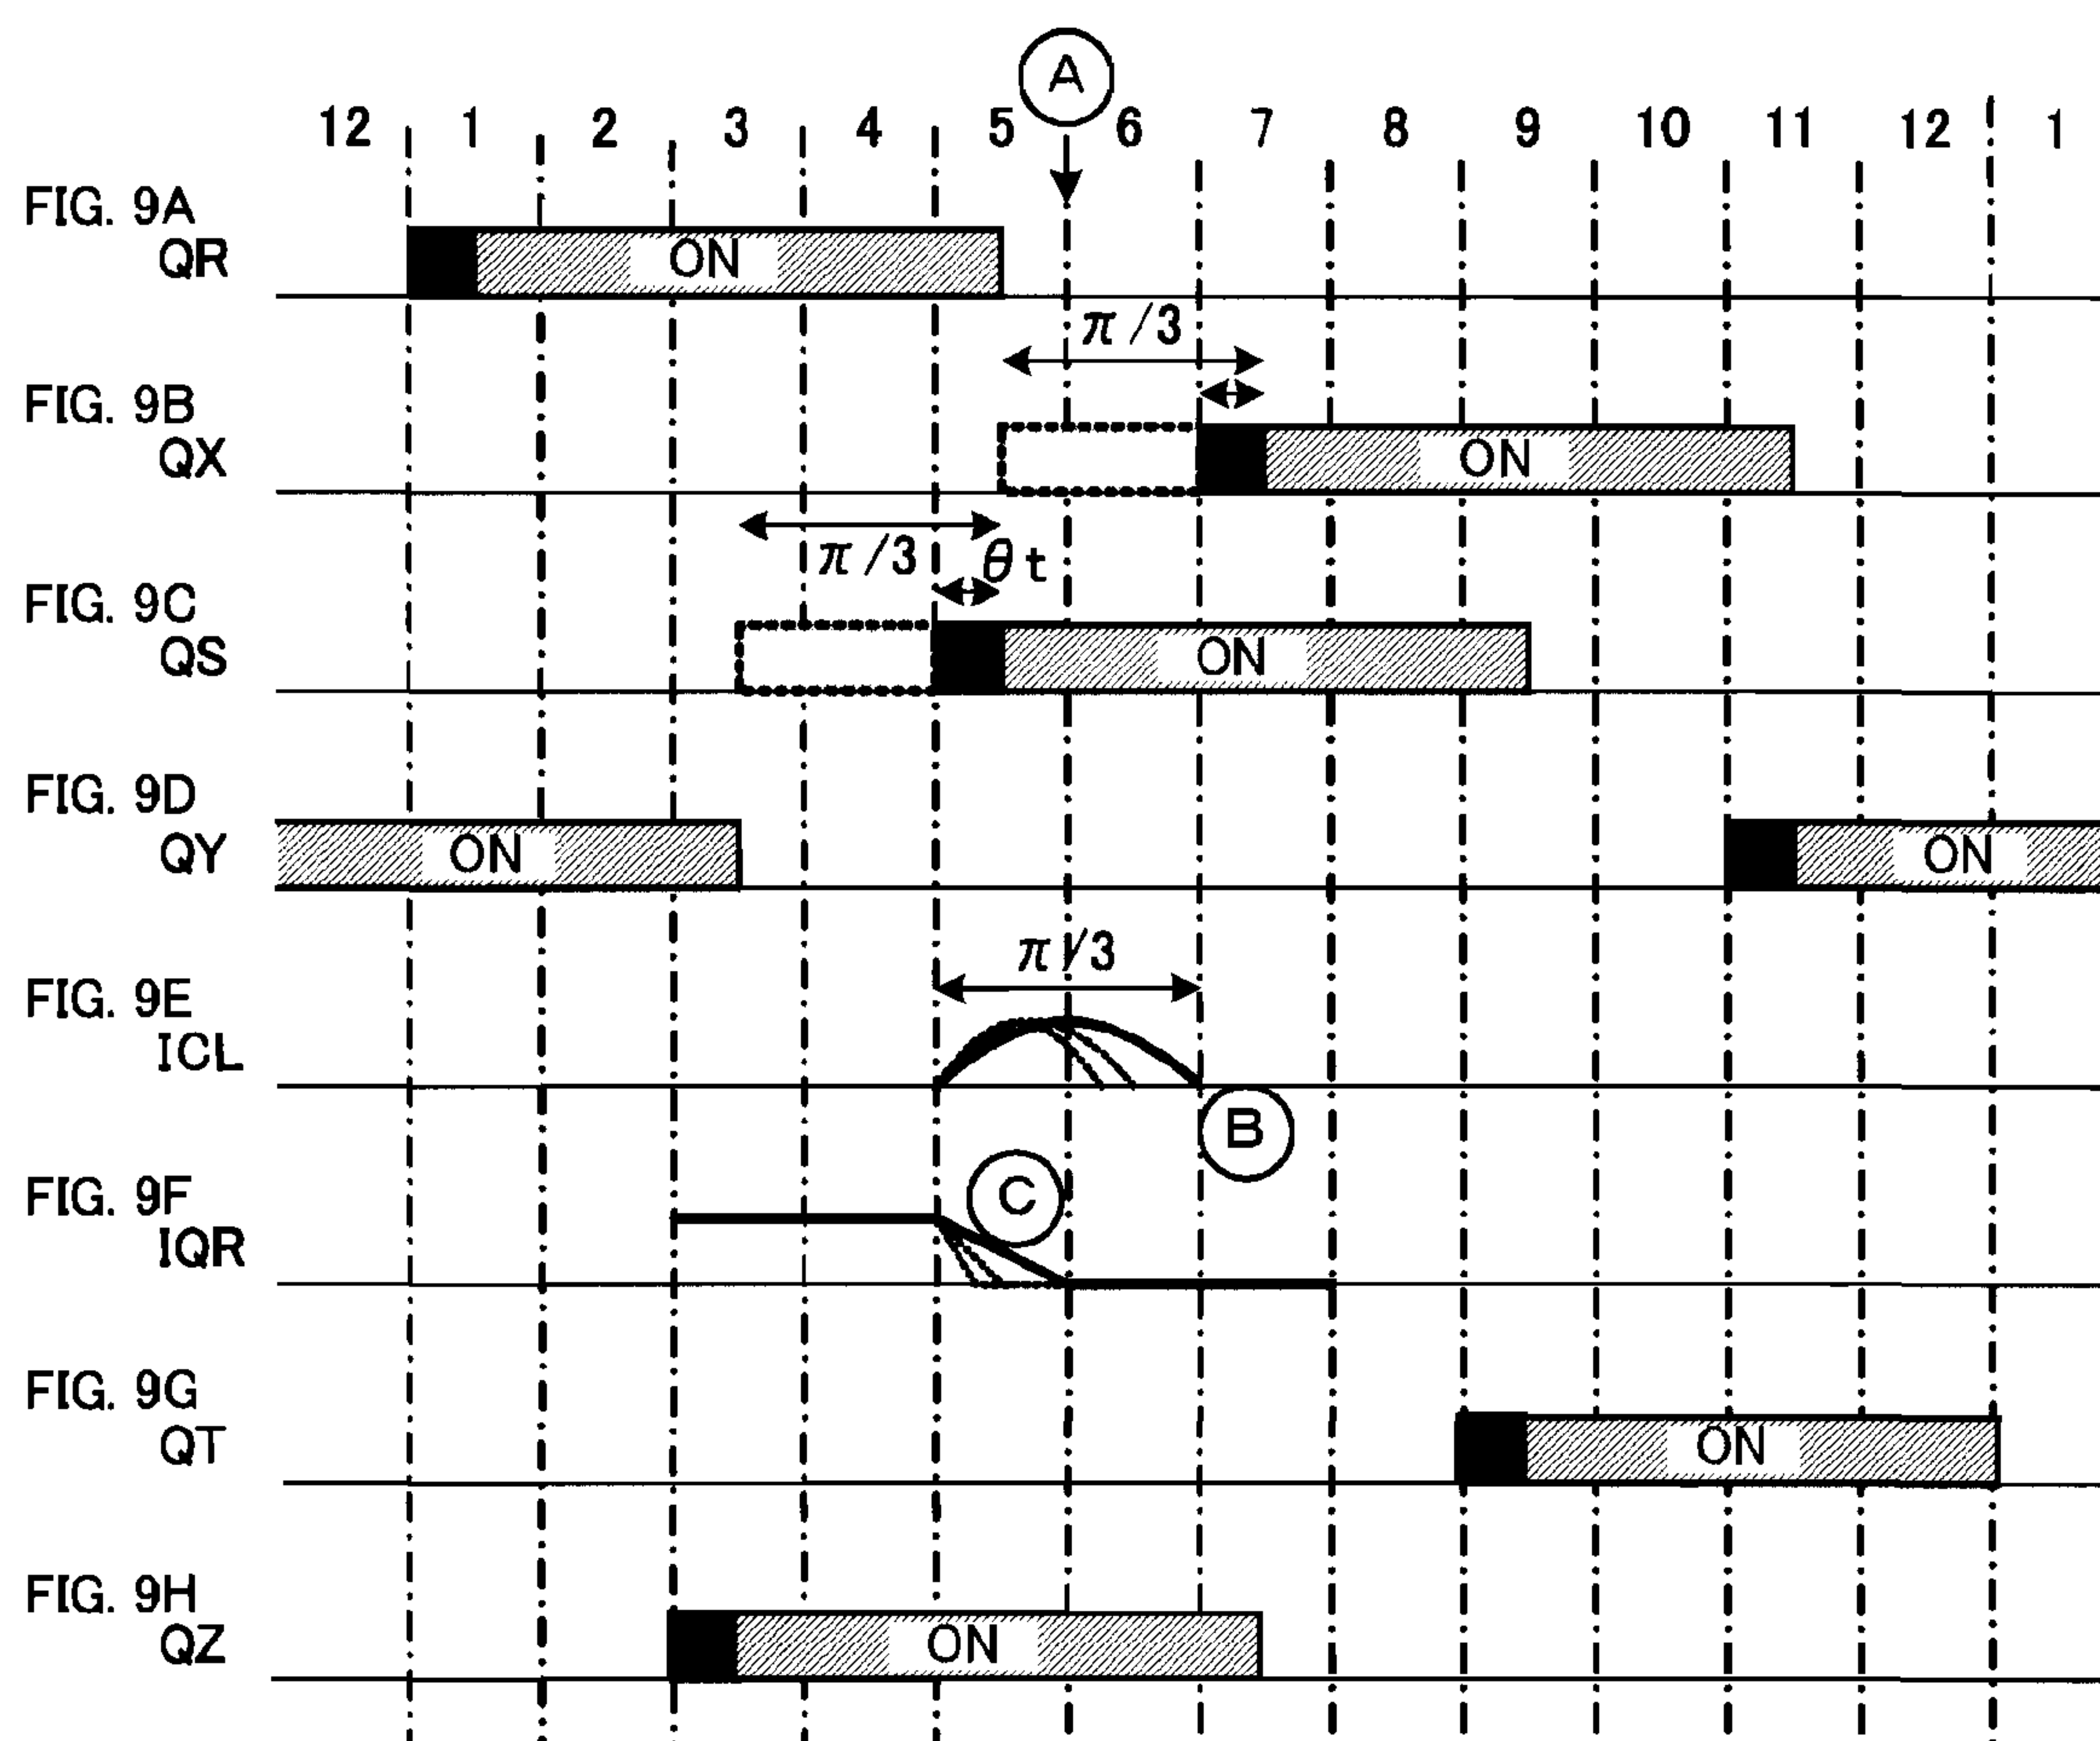 A
12 1 2 3 4 5 6 7 8 9 10 11 12 1
FIG. 9A
QR ON
π/3
FIG. 9B
QX ON
π/3 θt
FIG. 9C
QS ON
FIG. 9D
QY ON ON
π/3
FIG. 9E
ICL
B
C
FIG. 9F
IQR
FIG. 9G
QT ON
FIG. 9H
QZ ON